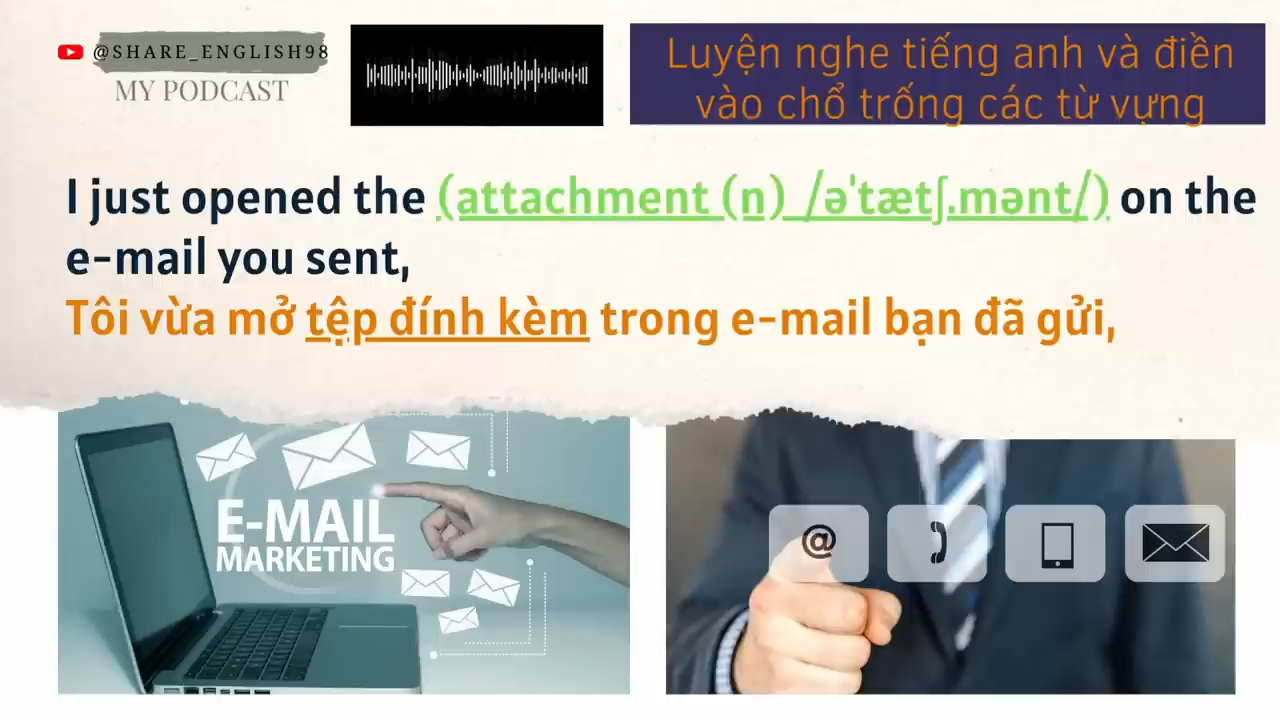 @SHARE_ENGLISH98
MY PODCAST
Luyện nghe tiếng anh và điền
vào chổ trống các từ vựng
I just opened the (attachment (n) /əˈtætʃ.mənt/) on the
e-mail you sent,
Tôi vừa mở tệp đính kèm trong e-mail bạn đã gửi,
E-MAIL
MARKETING
@